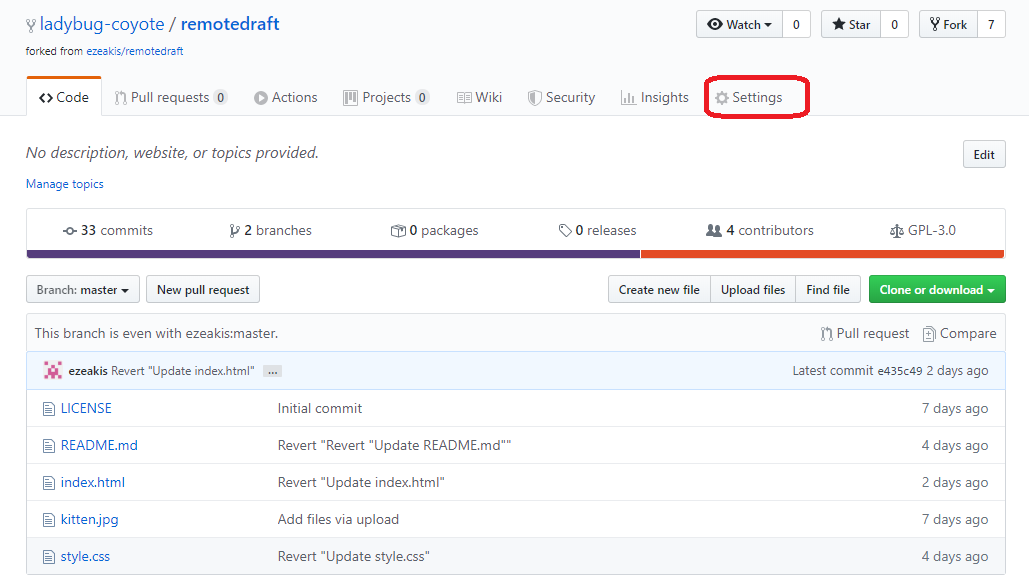 ladybug-coyote / remotedraft
Watch 0 Star 0 Fork 7
forked from ezeakis/remotedraft
Code Pull requests 0 Actions Projects 0 Wiki Security Insights Settings
No description, website, or topics provided.
Edit
Manage topics
33 commits 2 branches 0 packages 0 releases 4 contributors GPL-3.0
Branch: master New pull request Create new file Upload files Find file Clone or download
This branch is even with ezeakis:master. Pull request Compare
ezeakis Revert "Update index.html" ... Latest commit e435c49 2 days ago
LICENSE Initial commit 7 days ago
README.md Revert "Revert "Update README.md"" 4 days ago
index.html Revert "Update index.html" 2 days ago
kitten.jpg Add files via upload 7 days ago
style.css Revert "Update style.css" 4 days ago